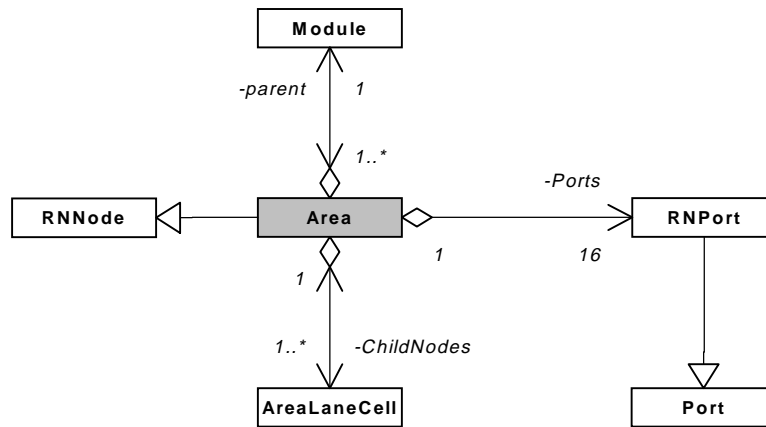 Module
-parent 1
1..*
-Ports
RNNode Area RNPort
1 16
1
1..* -ChildNodes
AreaLaneCell Port